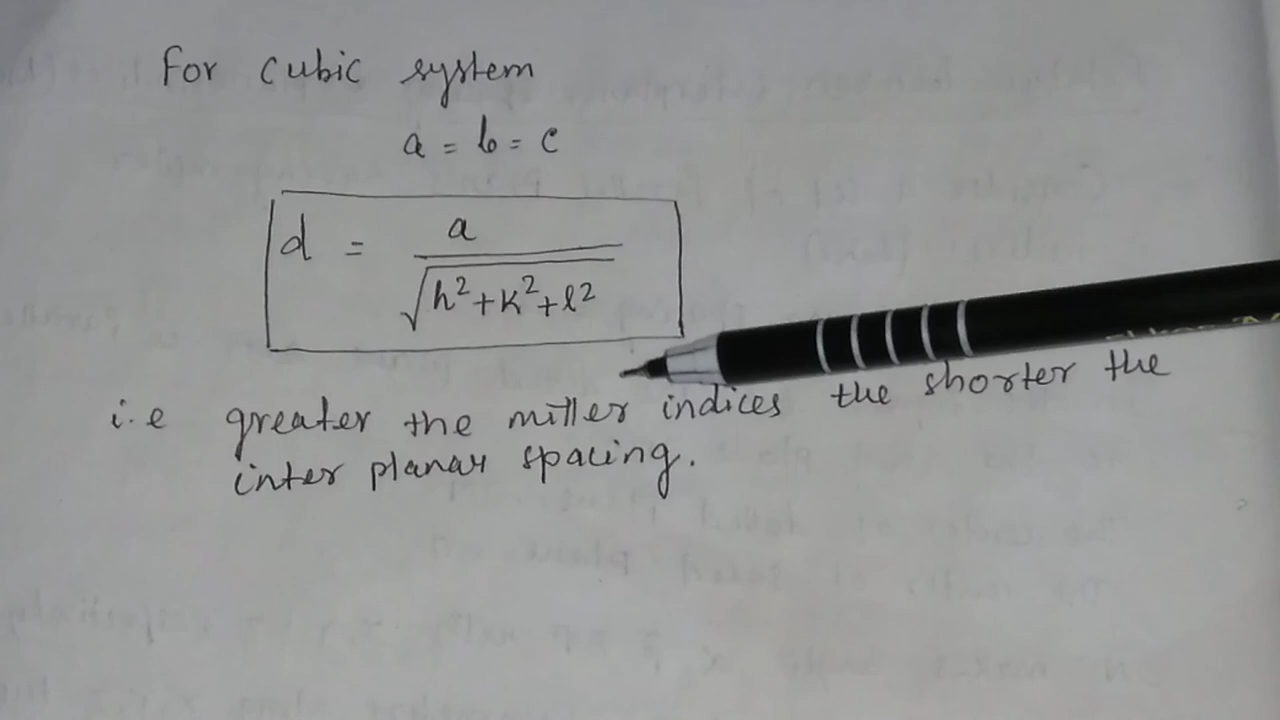 For cubic system
a = b = c
d = a / √h²+k²+l²
i.e greater the miller indices the shorter the
inter planar spacing.